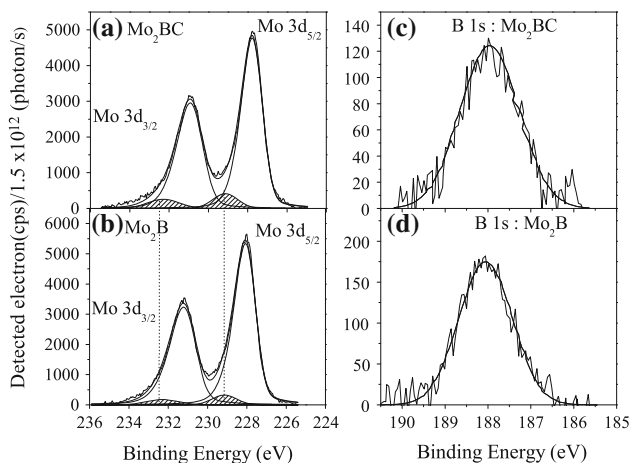 Detected electron(cps)/1.5 x10¹² (photon/s)
(a) Mo₂BC
Mo 3d₅/₂
Mo 3d₃/₂
5000
4000
3000
2000
1000
0
(b) Mo₂B
Mo 3d₅/₂
Mo 3d₃/₂
6000
5000
4000
3000
2000
1000
0
236 234 232 230 228 226 224
Binding Energy (eV)
(c) B 1s : Mo₂BC
140
120
100
80
60
40
20
0
(d) B 1s : Mo₂B
200
150
100
50
0
190 189 188 187 186 185
Binding Energy (eV)